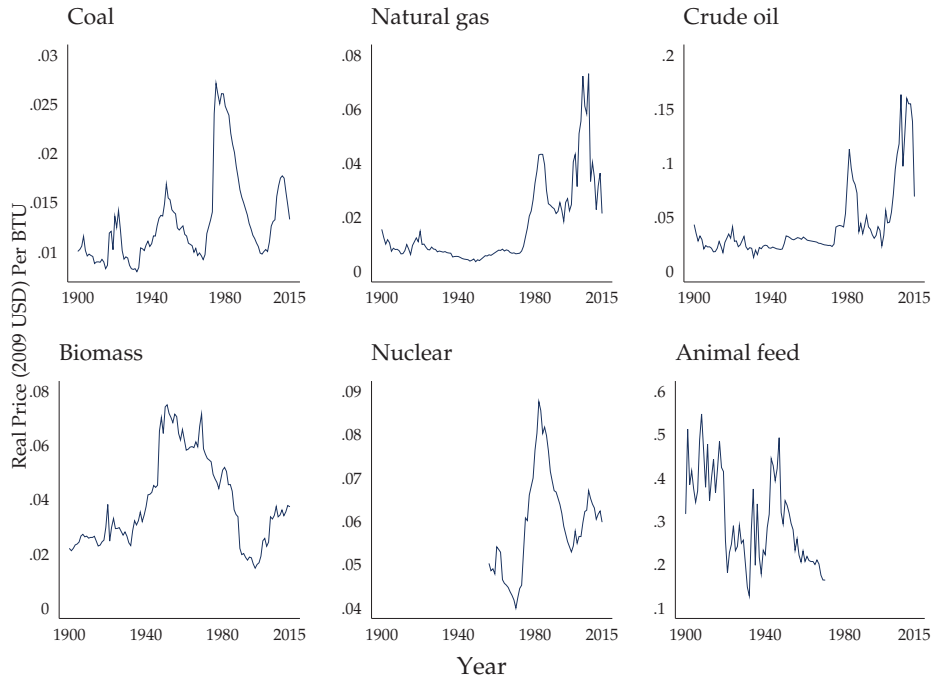 Coal
.03
.025
.02
.015
.01
1900 1940 1980 2015
Natural gas
.08
.06
.04
.02
0
1900 1940 1980 2015
Crude oil
.2
.15
.1
.05
0
1900 1940 1980 2015
Real Price (2009 USD) Per BTU
Biomass
.08
.06
.04
.02
0
1900 1940 1980 2015
Nuclear
.09
.08
.07
.06
.05
.04
1900 1940 1980 2015
Animal feed
.6
.5
.4
.3
.2
.1
1900 1940 1980 2015
Year